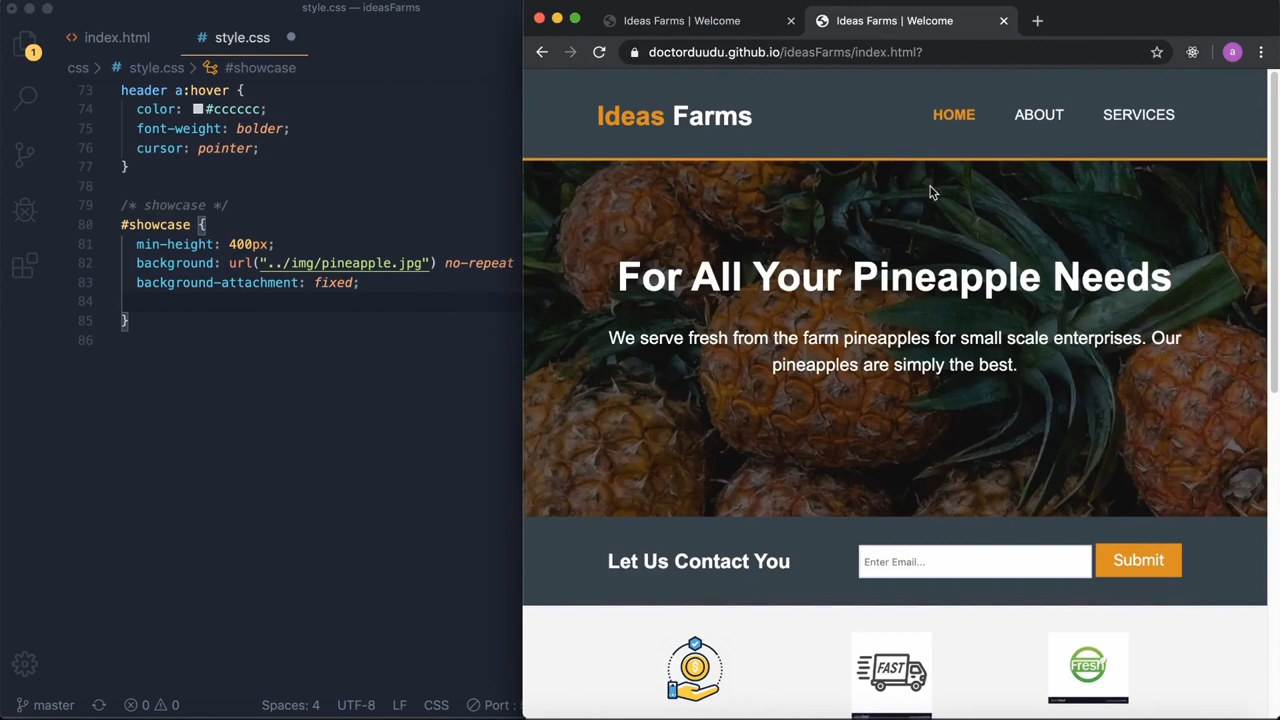 style.css — ideasFarms
1
index.html
# style.css
css > # style.css > #showcase
73 header a:hover {
74 color: #cccccc;
75 font-weight: bolder;
76 cursor: pointer;
77 }
78
79 /* showcase */
80 #showcase {
81 min-height: 400px;
82 background: url("../img/pineapple.jpg") no-repeat
83 background-attachment: fixed;
84
85 }
86
master
0 0
Spaces: 4
UTF-8
LF
CSS
Port :
Ideas Farms | Welcome
Ideas Farms | Welcome
doctorduudu.github.io/ideasFarms/index.html?
a
Ideas Farms
HOME
ABOUT
SERVICES
For All Your Pineapple Needs
We serve fresh from the farm pineapples for small scale enterprises. Our
pineapples are simply the best.
Let Us Contact You
Enter Email...
Submit
$
FAST
Fresh